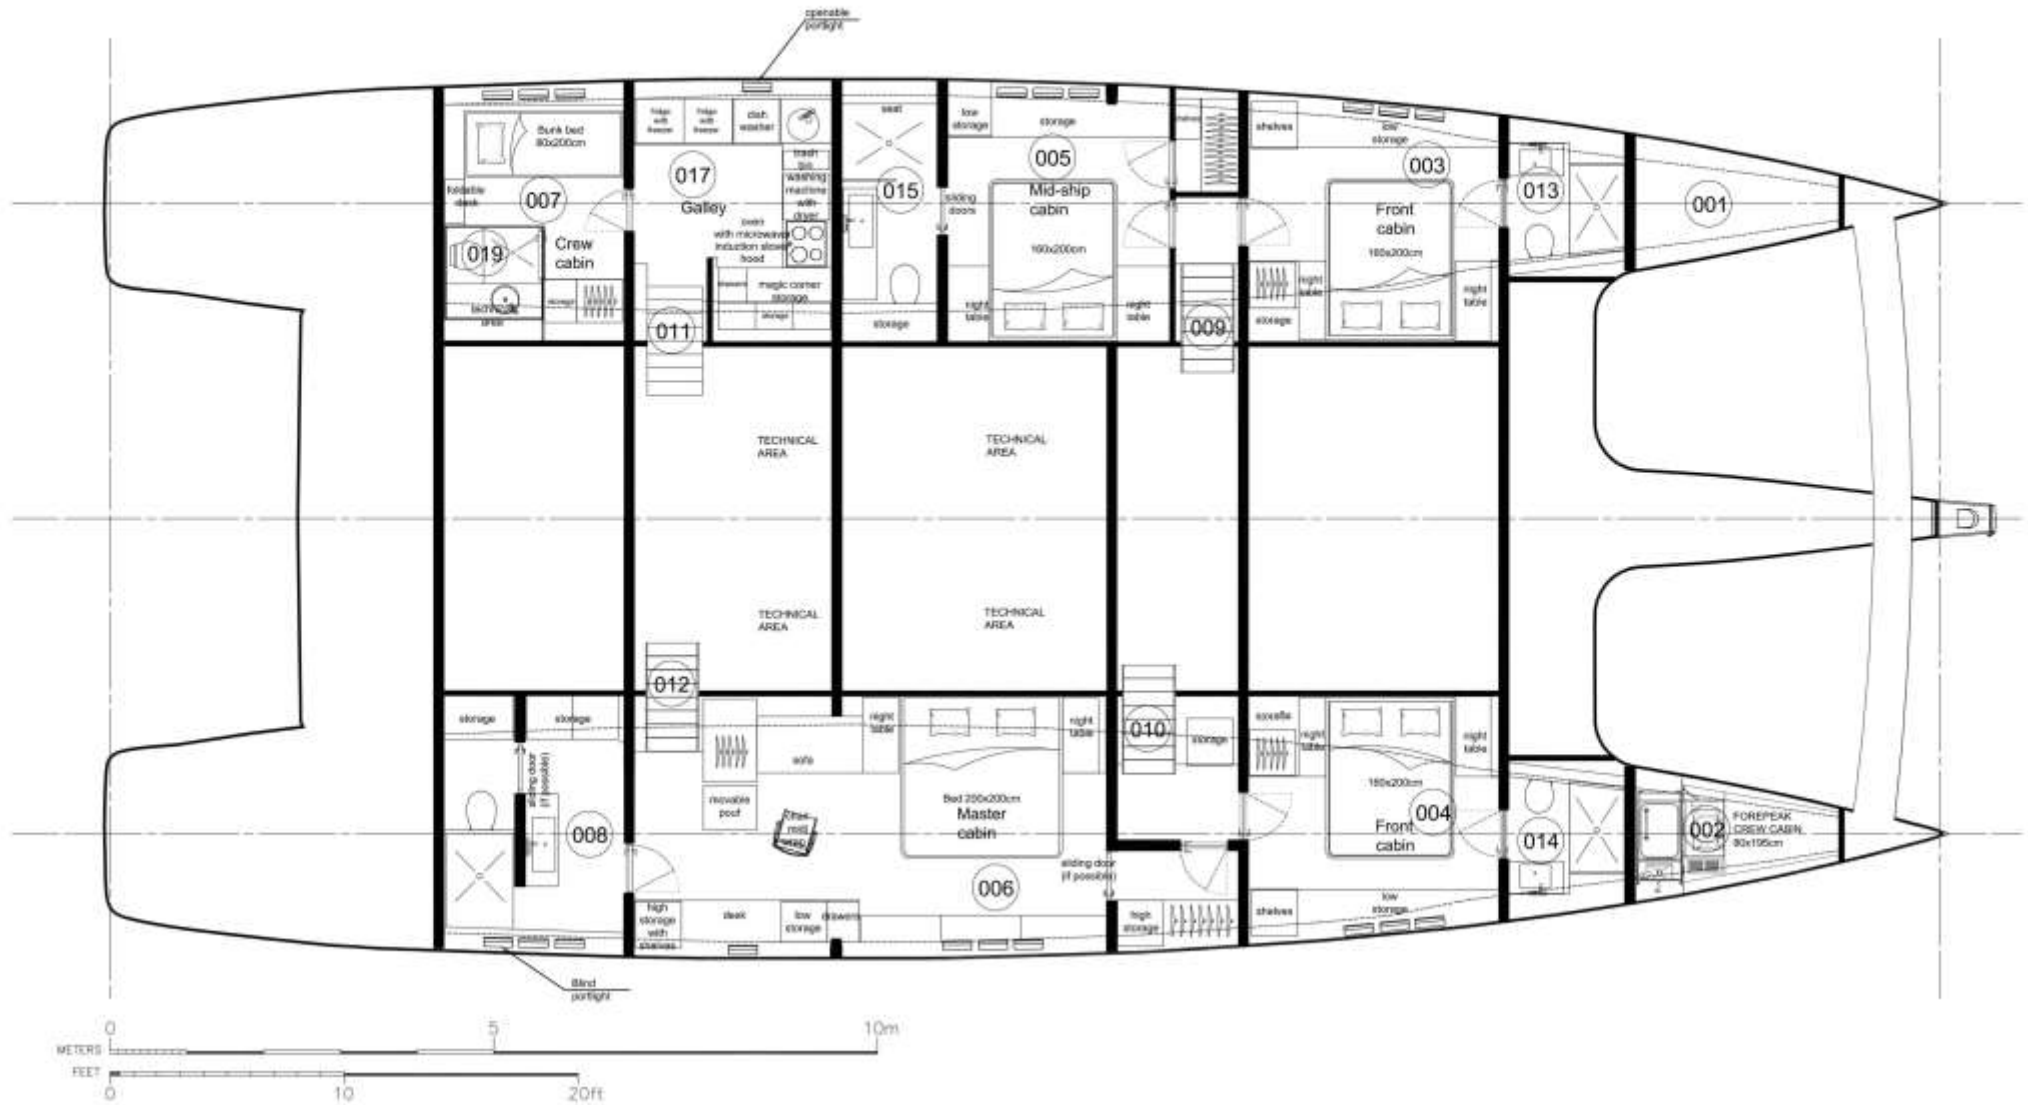 openable
portlight
Bunk bed
80x200cm
foldable
desk
007
019
Crew
cabin
storage
technical
area
fridge
with
freezer
fridge
with
freezer
dish
washer
017
Galley
trash
bin
washing
machine
with
dryer
oven
with microwave
induction stove
hood
drawers
magic corner
storage
storage
011
seat
015
storage
sliding
doors
low
storage
storage
005
Mid-ship
cabin
160x200cm
night
table
night
table
shelves
009
shelves
low
storage
003
Front
cabin
160x200cm
night
table
night
table
storage
013
001
TECHNICAL
AREA
TECHNICAL
AREA
TECHNICAL
AREA
TECHNICAL
AREA
012
storage
storage
sliding door
(if possible)
008
sofa
movable
pouf
night
table
night
table
Bed 200x200cm
Master
cabin
006
high
storage
with
shelves
desk
low
storage
drawers
sliding door
(if possible)
010
storage
high
storage
night
table
night
table
160x200cm
004
Front
cabin
shelves
low
storage
014
002
FOREPEAK
CREW CABIN
80x195cm
Blind
portlight
0 5 10m
METERS
FEET
0 10 20ft